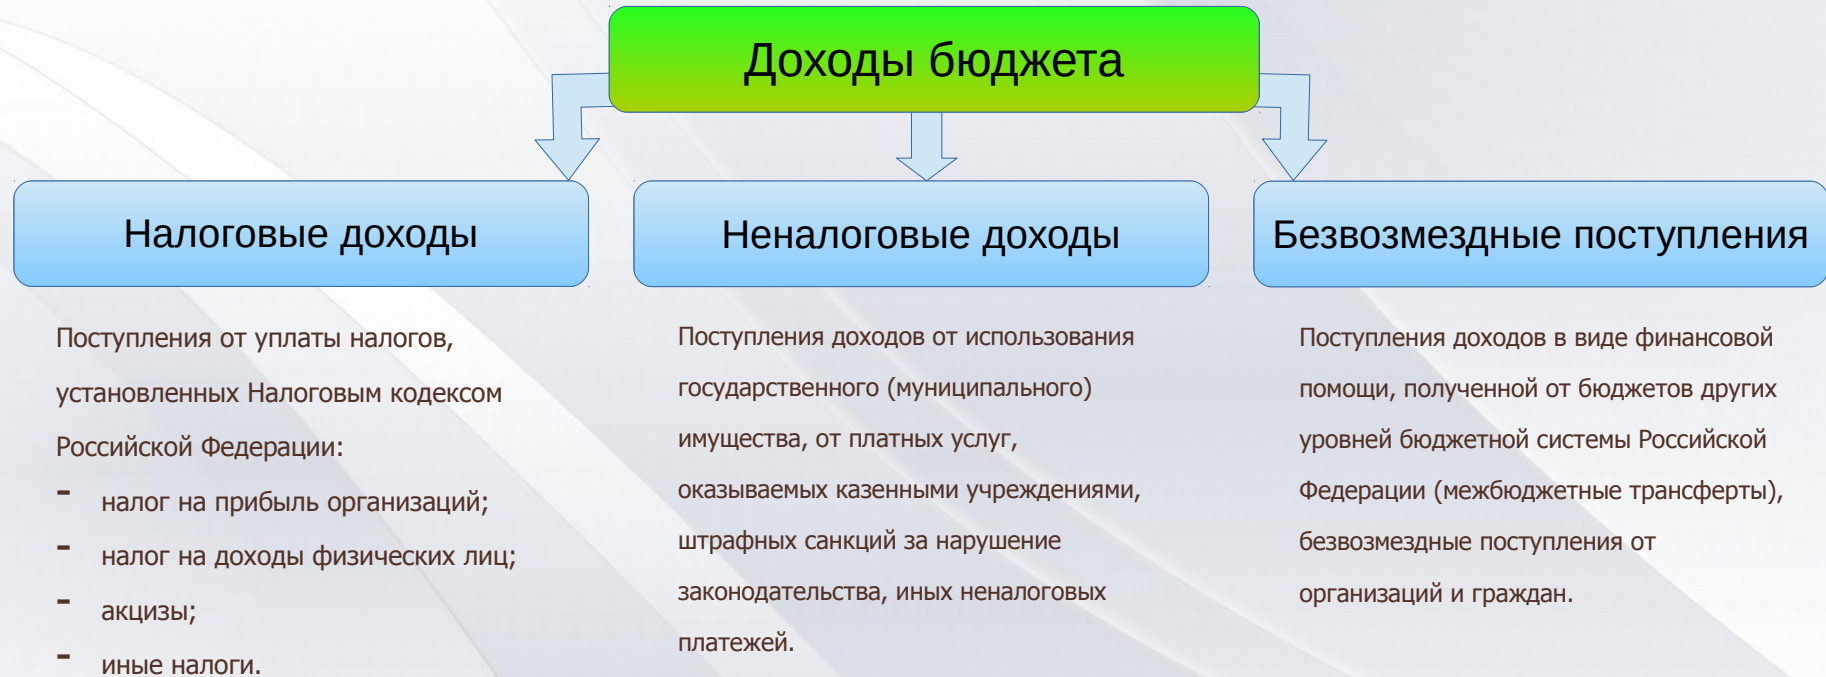 Доходы бюджета
Налоговые доходы
Неналоговые доходы
Безвозмездные поступления
Поступления от уплаты налогов,
установленных Налоговым кодексом
Российской Федерации:
- налог на прибыль организаций;
- налог на доходы физических лиц;
- акцизы;
- иные налоги.
Поступления доходов от использования
государственного (муниципального)
имущества, от платных услуг,
оказываемых казенными учреждениями,
штрафных санкций за нарушение
законодательства, иных неналоговых
платежей.
Поступления доходов в виде финансовой
помощи, полученной от бюджетов других
уровней бюджетной системы Российской
Федерации (межбюджетные трансферты),
безвозмездные поступления от
организаций и граждан.